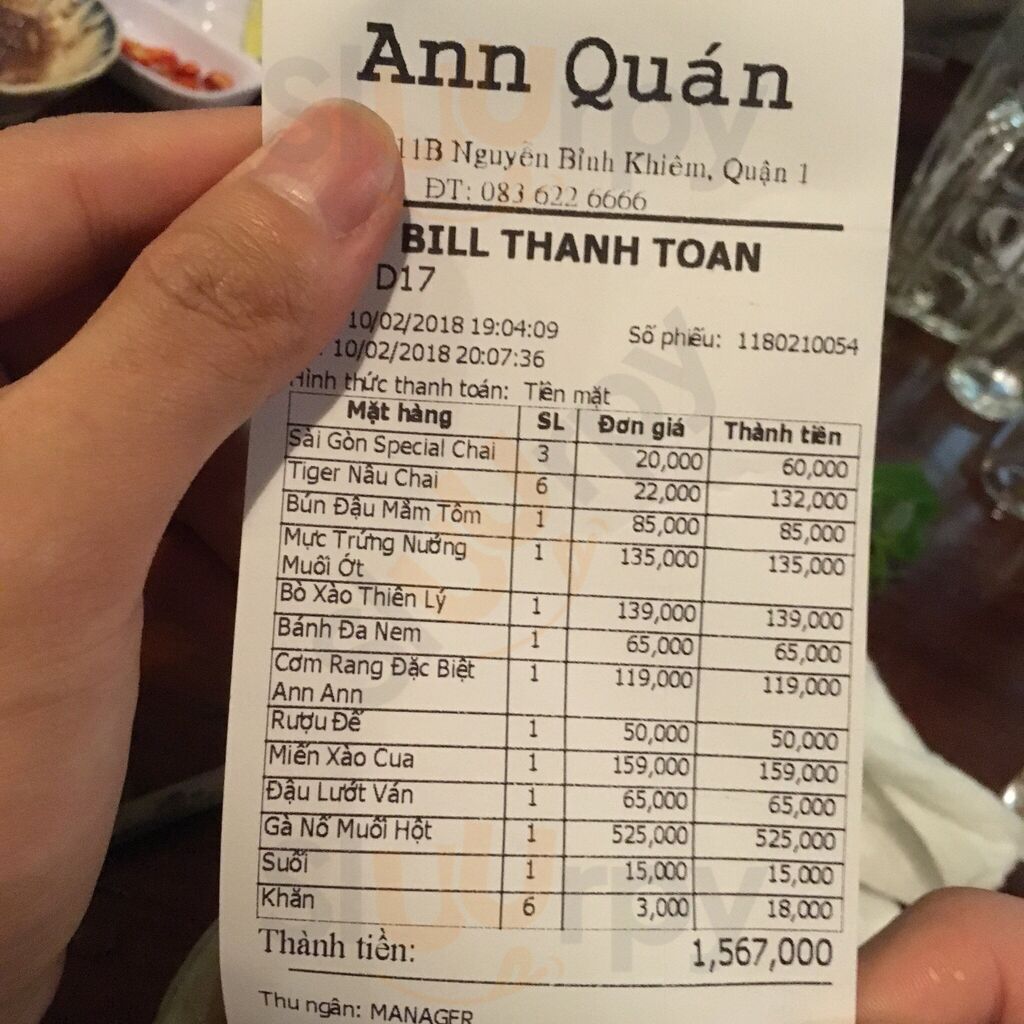 Ann Quán
11B Nguyễn Bỉnh Khiêm, Quận 1
ĐT: 083 622 6666
BILL THANH TOAN
D17
10/02/2018 19:04:09 Số phiếu: 1180210054
10/02/2018 20:07:36
Hình thức thanh toán: Tiền mặt
Mặt hàng SL Đơn giá Thành tiền
Sài Gòn Special Chai 3 20,000 60,000
Tiger Nâu Chai 6 22,000 132,000
Bún Đậu Mắm Tôm 1 85,000 85,000
Mực Trứng Nướng 1 135,000 135,000
Muối Ớt
Bò Xào Thiên Lý 1 139,000 139,000
Bánh Đa Nem 1 65,000 65,000
Cơm Rang Đặc Biệt 1 119,000 119,000
Ann Ann
Rượu Đế 1 50,000 50,000
Miến Xào Cua 1 159,000 159,000
Đậu Lướt Ván 1 65,000 65,000
Gà Nổ Muối Hột 1 525,000 525,000
Suối 1 15,000 15,000
Khăn 6 3,000 18,000
Thành tiền: 1,567,000
Thu ngân: MANAGER